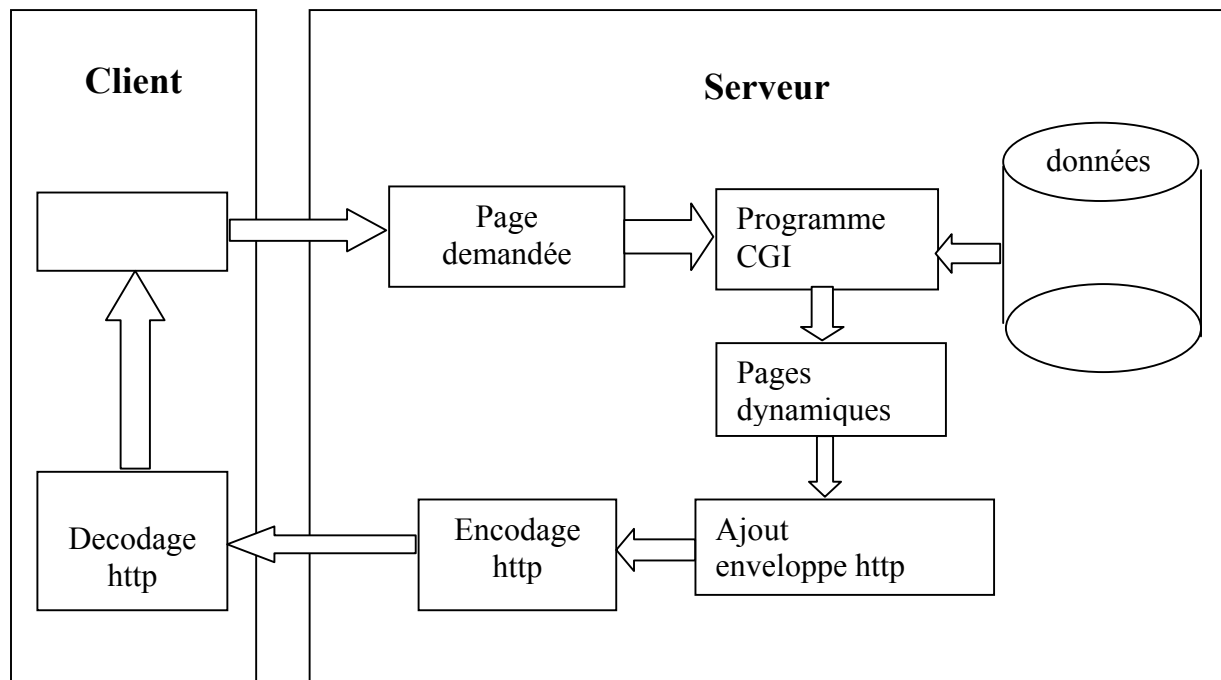 Client
Serveur
données
Page
demandée
Programme
CGI
Pages
dynamiques
Decodage
http
Encodage
http
Ajout
enveloppe http